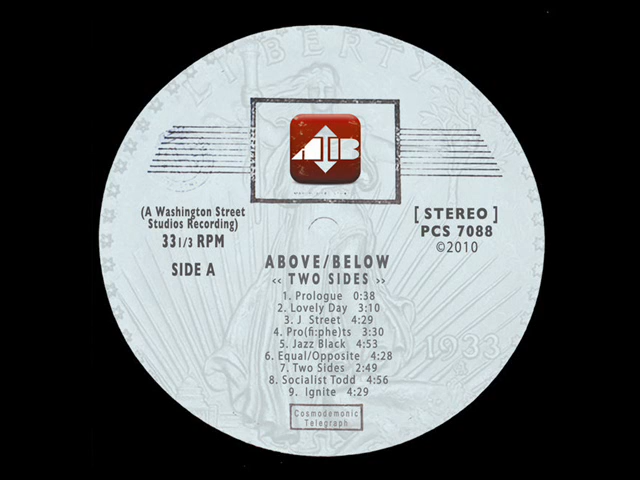 LIBERTY
ATB
(A Washington Street
Studios Recording)
33 1/3 RPM
SIDE A
[ STEREO ]
PCS 7088
©2010
ABOVE/BELOW
‹‹ TWO SIDES ››
1. Prologue 0:38
2. Lovely Day 3:10
3. J Street 4:29
4. Pro(fi:phe)ts 3:30
5. Jazz Black 4:53
6. Equal/Opposite 4:28
7. Two Sides 2:49
8. Socialist Todd 4:56
9. Ignite 4:29
1933
Cosmodemonic
Telegraph